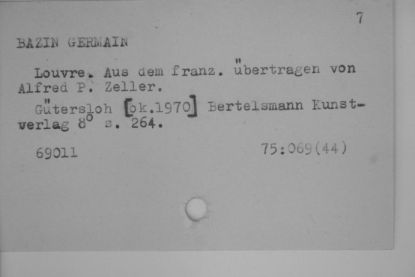 7
BAZIN GERMAIN
Louvre. Aus dem franz. übertragen von
Alfred P. Zeller.
Gütersloh [ok.1970] Bertelsmann Kunst-
verlag 8° s. 264.
69011 75:069(44)